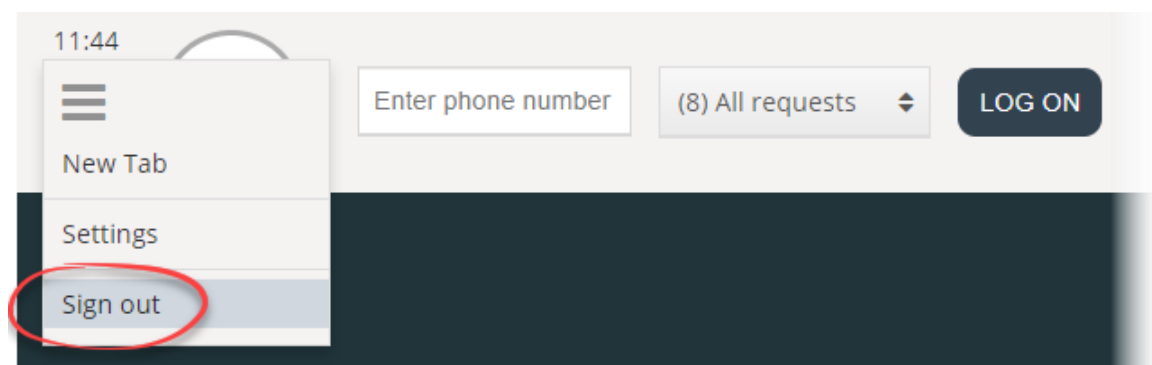 11:44
Enter phone number
(8) All requests
LOG ON
New Tab
Settings
Sign out